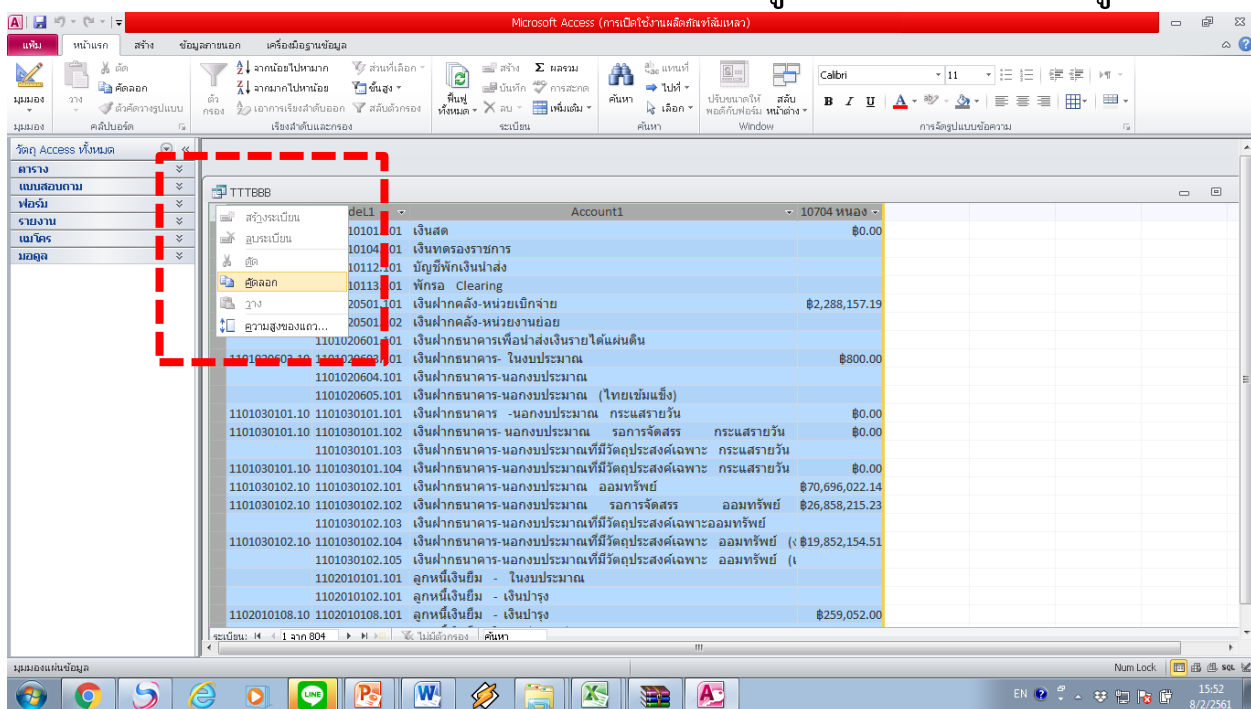 Microsoft Access (การเปิดใช้งานผลิตภัณฑ์ล้มเหลว)
แฟ้ม หน้าแรก สร้าง ข้อมูลภายนอก เครื่องมือฐานข้อมูล
มุมมอง
วาง
ตัด
คัดลอก
ตัวคัดวางรูปแบบ
ตัวกรอง
จากน้อยไปหามาก
จากมากไปหาน้อย
เอาการเรียงลำดับออก
ส่วนที่เลือก
ขั้นสูง
สลับตัวกรอง
ฟื้นฟูทั้งหมด
สร้าง
บันทึก
ลบ
ผลรวม
การสะกด
เพิ่มเติม
ค้นหา
แทนที่
ไปที่
เลือก
ปรับขนาดให้พอดีกับฟอร์ม
สลับหน้าต่าง
Calibri 11
B I U
มุมมอง คลิปบอร์ด เรียงลำดับและกรอง ระเบียน ค้นหา Window การจัดรูปแบบข้อความ
วัตถุ Access ทั้งหมด
ตาราง
แบบสอบถาม
ฟอร์ม
รายงาน
แมโคร
มอดูล
TTTBBB
สร้างระเบียน
ลบระเบียน
ตัด
คัดลอก
วาง
ความสูงของแถว...
deL1 Account1 10704 หนอง
10101.101 เงินสด ฿0.00
10104.101 เงินทดรองราชการ
10112.101 บัญชีพักเงินนำส่ง
10113.101 พักรอ Clearing
20501.101 เงินฝากคลัง-หน่วยเบิกจ่าย ฿2,288,157.19
20501.102 เงินฝากคลัง-หน่วยงานย่อย
1101020601.101 เงินฝากธนาคารเพื่อนำส่งเงินรายได้แผ่นดิน
1101020603.10 1101020603.101 เงินฝากธนาคาร- ในงบประมาณ ฿800.00
1101020604.101 เงินฝากธนาคาร-นอกงบประมาณ
1101020605.101 เงินฝากธนาคาร-นอกงบประมาณ (ไทยเข้มแข็ง)
1101030101.10 1101030101.101 เงินฝากธนาคาร -นอกงบประมาณ กระแสรายวัน ฿0.00
1101030101.10 1101030101.102 เงินฝากธนาคาร- นอกงบประมาณ รอการจัดสรร กระแสรายวัน ฿0.00
1101030101.103 เงินฝากธนาคาร-นอกงบประมาณที่มีวัตถุประสงค์เฉพาะ กระแสรายวัน
1101030101.10 1101030101.104 เงินฝากธนาคาร-นอกงบประมาณที่มีวัตถุประสงค์เฉพาะ กระแสรายวัน ฿0.00
1101030102.10 1101030102.101 เงินฝากธนาคาร-นอกงบประมาณ ออมทรัพย์ ฿70,696,022.14
1101030102.10 1101030102.102 เงินฝากธนาคาร-นอกงบประมาณ รอการจัดสรร ออมทรัพย์ ฿26,858,215.23
1101030102.103 เงินฝากธนาคาร-นอกงบประมาณที่มีวัตถุประสงค์เฉพาะออมทรัพย์
1101030102.10 1101030102.104 เงินฝากธนาคาร-นอกงบประมาณที่มีวัตถุประสงค์เฉพาะ ออมทรัพย์ ( ฿19,852,154.51
1101030102.105 เงินฝากธนาคาร-นอกงบประมาณที่มีวัตถุประสงค์เฉพาะ ออมทรัพย์ (
1102010101.101 ลูกหนี้เงินยืม - ในงบประมาณ
1102010102.101 ลูกหนี้เงินยืม - เงินบำรุง
1102010108.10 1102010108.101 ลูกหนี้เงินยืม - เงินบำรุง ฿259,052.00
ระเบียน: 1 จาก 804 ไม่มีตัวกรอง ค้นหา
มุมมองแผ่นข้อมูล Num Lock SQL
LINE
EN 15:52
8/2/2561